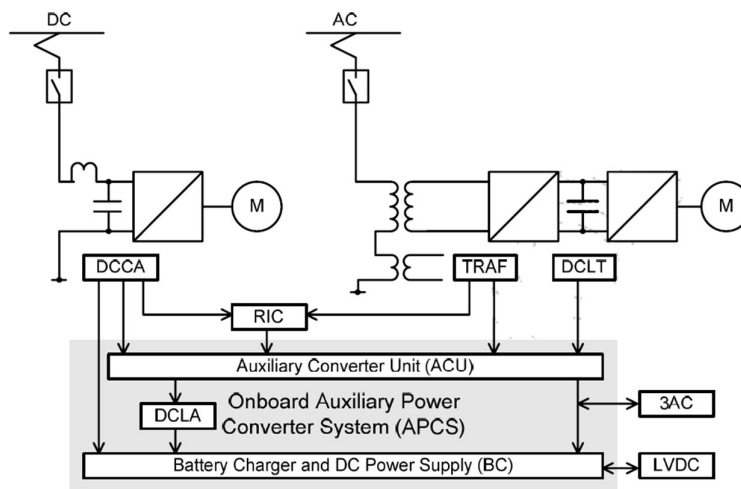 DC
AC
M
M
DCCA
TRAF
DCLT
RIC
Auxiliary Converter Unit (ACU)
Onboard Auxiliary Power
Converter System (APCS)
DCLA
3AC
Battery Charger and DC Power Supply (BC)
LVDC